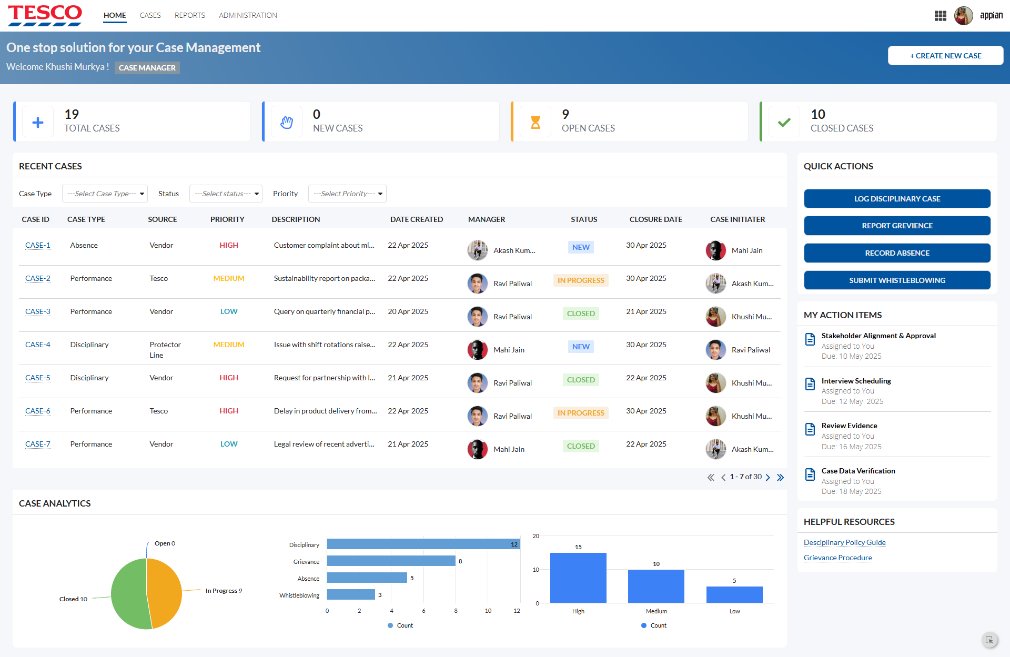 TESCO
HOME CASES REPORTS ADMINISTRATION
appian
One stop solution for your Case Management
Welcome Khushi Murkya ! CASE MANAGER
+ CREATE NEW CASE
19
TOTAL CASES
0
NEW CASES
9
OPEN CASES
10
CLOSED CASES
RECENT CASES
Case Type ---Select Case Type--- Status ---Select status--- Priority ---Select Priority---
CASE ID CASE TYPE SOURCE PRIORITY DESCRIPTION DATE CREATED MANAGER STATUS CLOSURE DATE CASE INITIATER
CASE-1 Absence Vendor HIGH Customer complaint about mi... 22 Apr 2025 Akash Kum... NEW 30 Apr 2025 Mahi Jain
CASE-2 Performance Tesco MEDIUM Sustainability report on packa... 22 Apr 2025 Ravi Paliwal IN PROGRESS 30 Apr 2025 Akash Kum...
CASE-3 Performance Vendor LOW Query on quarterly financial p... 20 Apr 2025 Ravi Paliwal CLOSED 21 Apr 2025 Khushi Mu...
CASE-4 Disciplinary Protector Line MEDIUM Issue with shift rotations raise... 22 Apr 2025 Mahi Jain NEW 30 Apr 2025 Ravi Paliwal
CASE-5 Disciplinary Vendor HIGH Request for partnership with l... 21 Apr 2025 Ravi Paliwal CLOSED 22 Apr 2025 Khushi Mu...
CASE-6 Performance Tesco HIGH Delay in product delivery from... 22 Apr 2025 Ravi Paliwal IN PROGRESS 30 Apr 2025 Khushi Mu...
CASE-7 Performance Vendor LOW Legal review of recent adverti... 21 Apr 2025 Mahi Jain CLOSED 22 Apr 2025 Akash Kum...
1 - 7 of 30
QUICK ACTIONS
LOG DISCIPLINARY CASE
REPORT GREVIENCE
RECORD ABSENCE
SUBMIT WHISTLEBLOWING
MY ACTION ITEMS
Stakeholder Alignment & Approval
Assigned to You
Due: 10 May 2025
Interview Scheduling
Assigned to You
Due: 12 May 2025
Review Evidence
Assigned to You
Due: 16 May 2025
Case Data Verification
Assigned to You
Due: 18 May 2025
HELPFUL RESOURCES
Desciplinary Policy Guide
Grievance Procedure
CASE ANALYTICS
Open 0
In Progress 9
Closed 10
Disciplinary 12
Grievance 8
Absence 5
Whistleblowing 3
0 2 4 6 8 10 12
Count
20
10
0
15
10
5
High Medium Low
Count